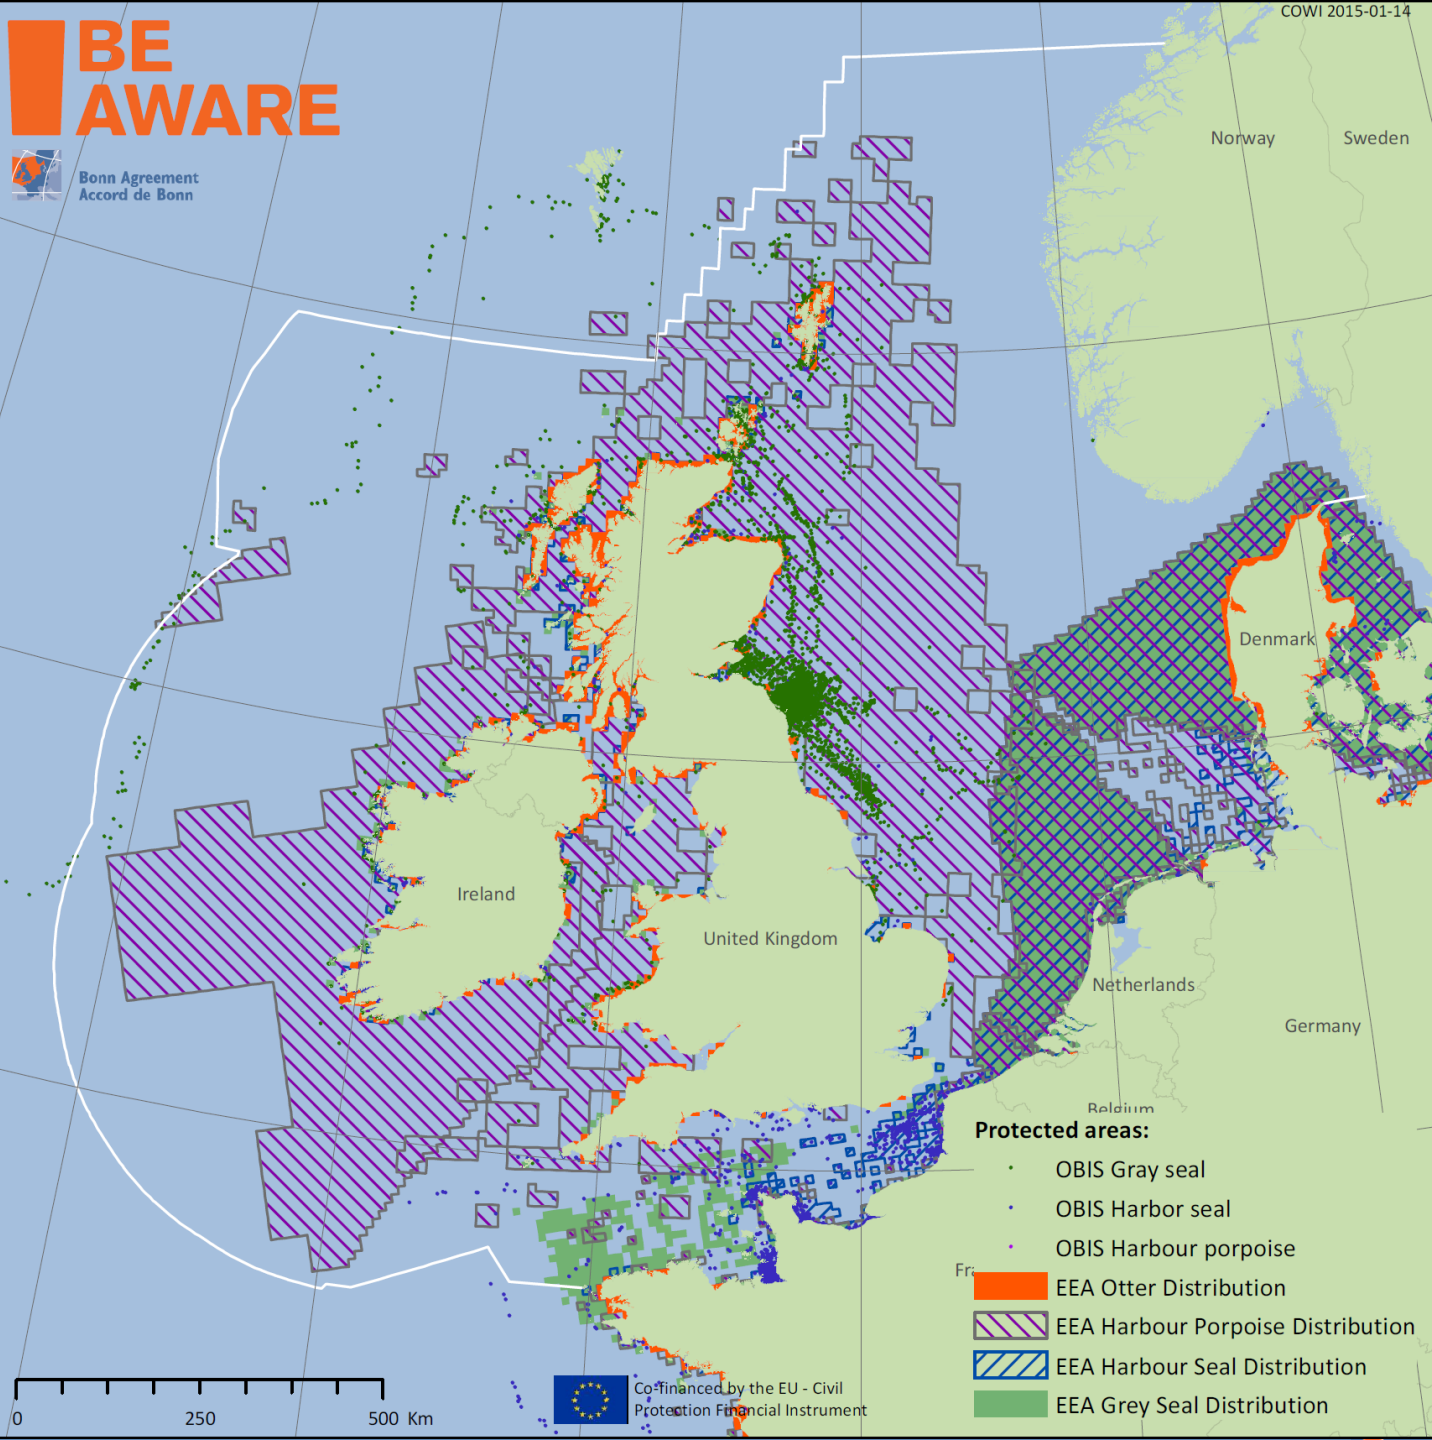 COWI 2015-01-14
BE
AWARE
Bonn Agreement
Accord de Bonn
Norway
Sweden
Denmark
Ireland
United Kingdom
Netherlands
Germany
Belgium
Protected areas:
OBIS Gray seal
OBIS Harbor seal
OBIS Harbour porpoise
Fra
EEA Otter Distribution
EEA Harbour Porpoise Distribution
EEA Harbour Seal Distribution
EEA Grey Seal Distribution
Co-financed by the EU - Civil
Protection Financial Instrument
0 250 500 Km